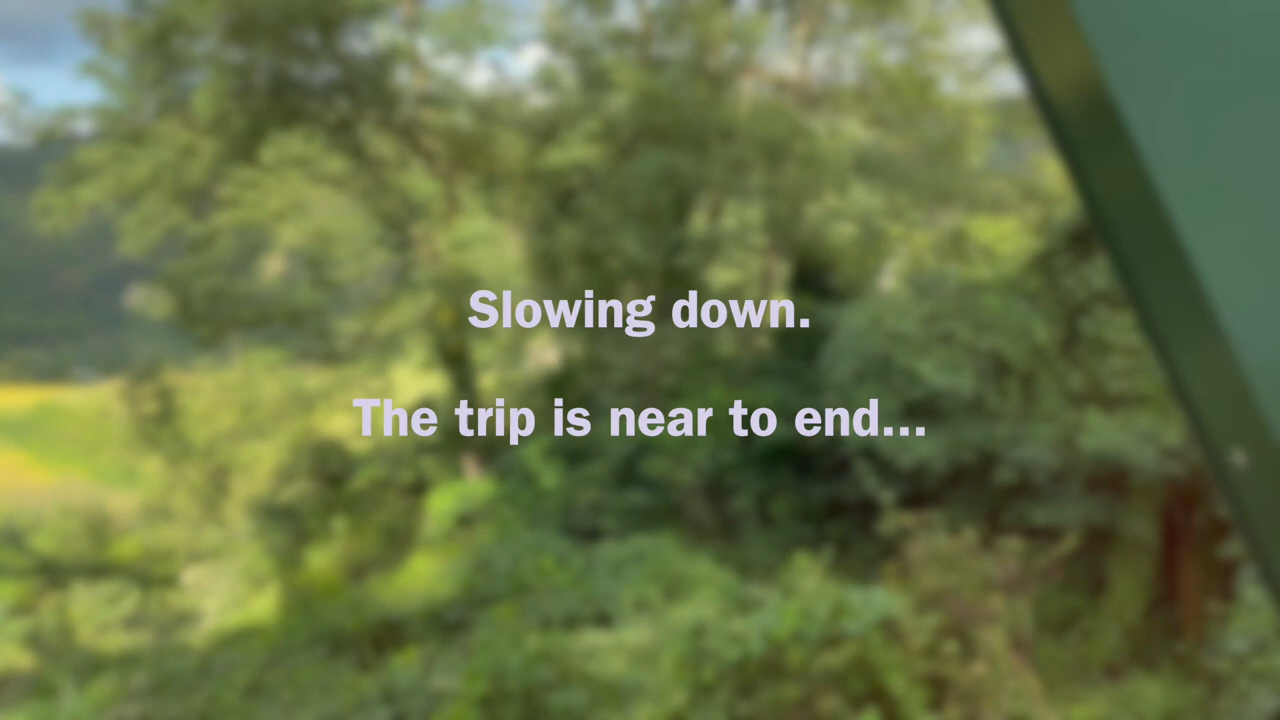 Slowing down.
The trip is near to end...